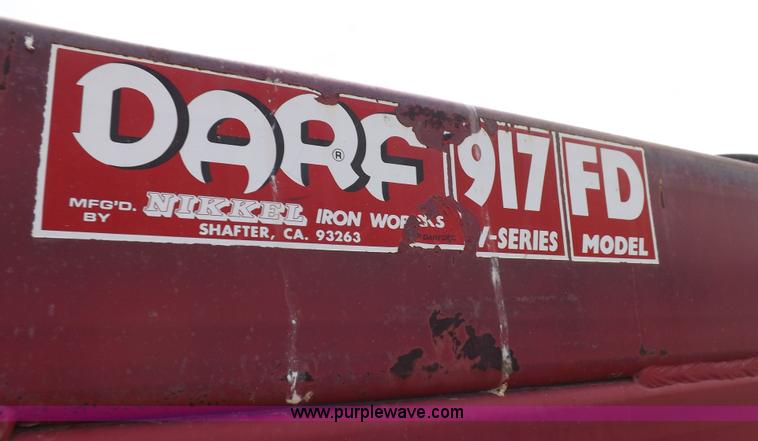 DARF® 917 FD
MFG'D. BY NIKKEL IRON WORKS
SHAFTER, CA. 93263
-SERIES MODEL
www.purplewave.com